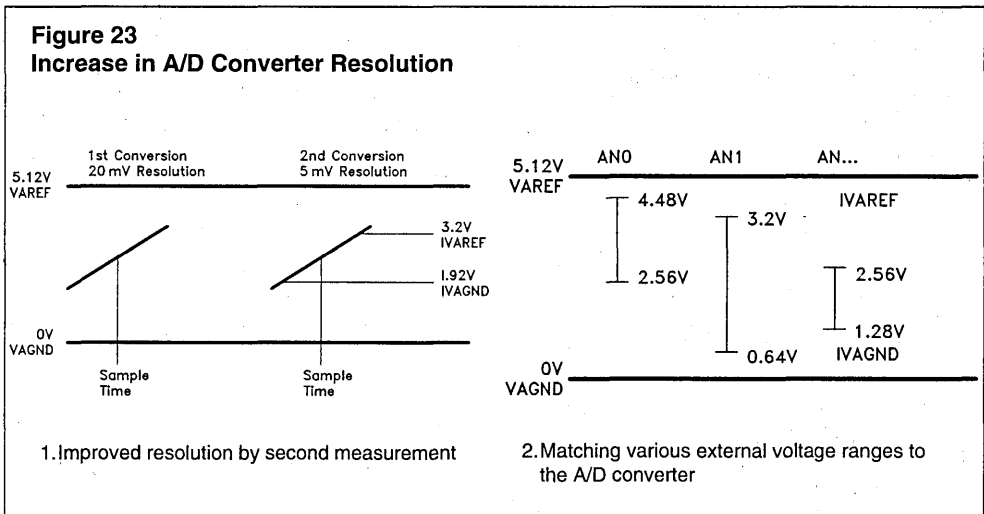 Figure 23
Increase in A/D Converter Resolution
1st Conversion
20 mV Resolution
2nd Conversion
5 mV Resolution
5.12V
VAREF
3.2V
IVAREF
1.92V
IVAGND
0V
VAGND
Sample
Time
Sample
Time
1.Improved resolution by second measurement
AN0
AN1
AN...
5.12V
VAREF
IVAREF
4.48V
3.2V
2.56V
2.56V
1.28V
IVAGND
0.64V
0V
VAGND
2.Matching various external voltage ranges to
the A/D converter